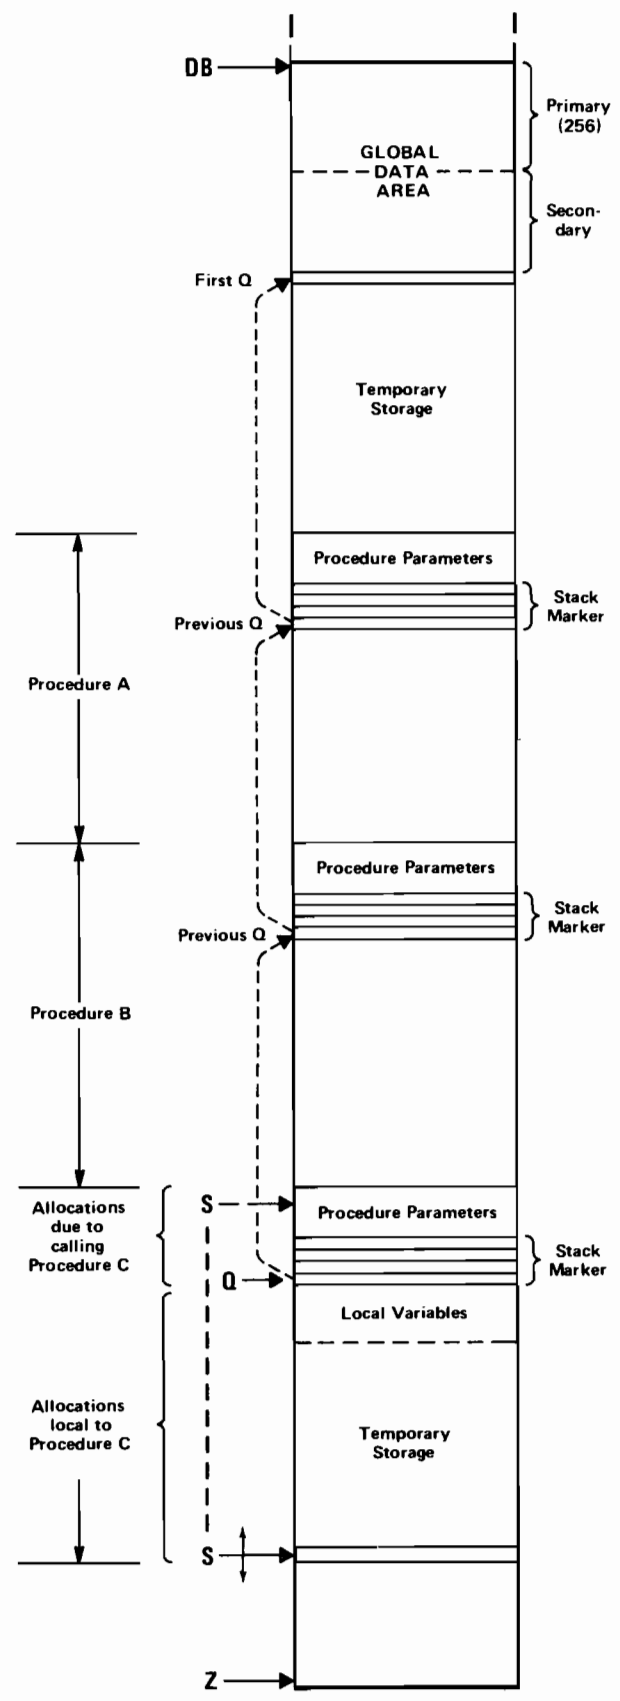 DB
Primary
(256)
GLOBAL
DATA
AREA
Secon-
dary
First Q
Temporary
Storage
Procedure Parameters
Stack
Marker
Previous Q
Procedure A
Procedure Parameters
Stack
Marker
Previous Q
Procedure B
Allocations
due to
calling
Procedure C
S
Procedure Parameters
Stack
Marker
Q
Local Variables
Allocations
local to
Procedure C
Temporary
Storage
S
Z